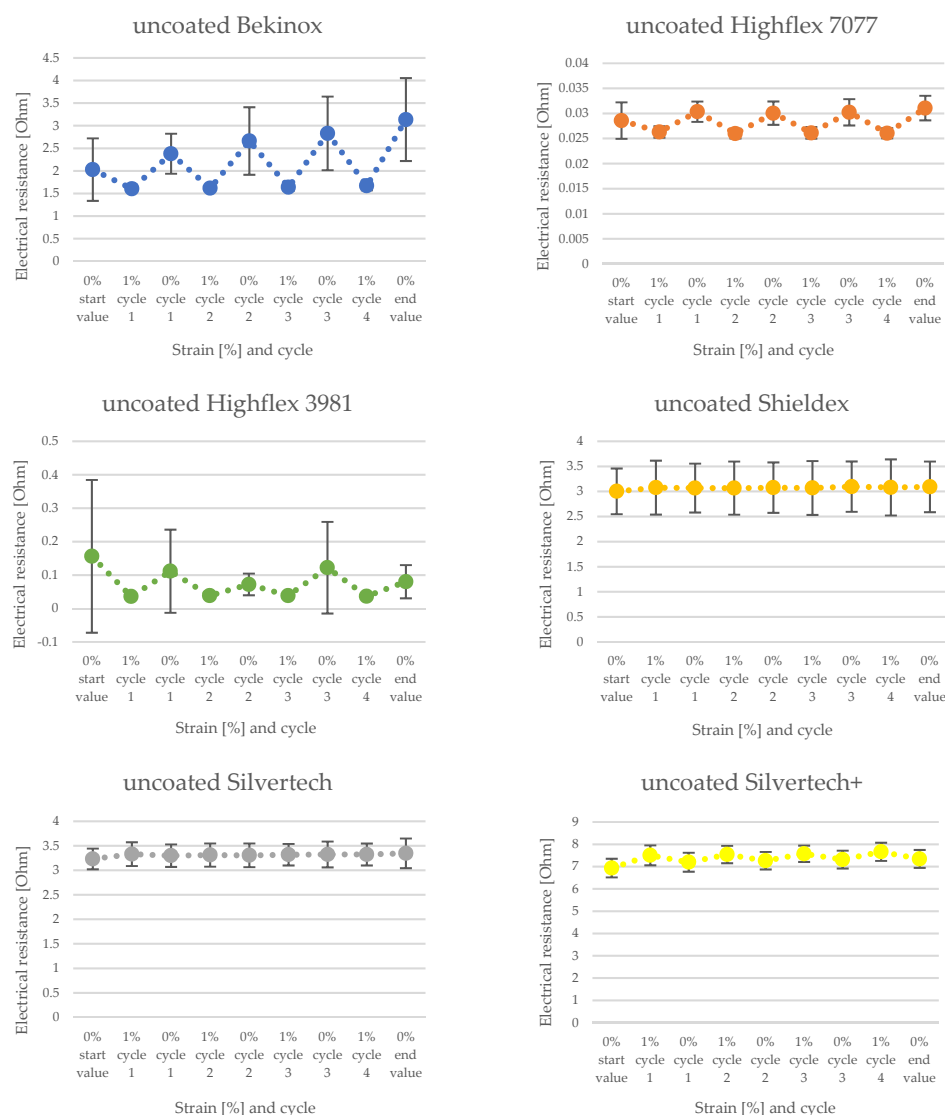 uncoated Bekinox
Electrical resistance [Ohm]
4.5
4
3.5
3
2.5
2
1.5
1
0.5
0
0% 1% 0% 1% 0% 1% 0% 1% 0%
start cycle cycle cycle cycle cycle cycle cycle end
value 1 1 2 2 3 3 4 value
Strain [%] and cycle
uncoated Highflex 7077
Electrical resistance [Ohm]
0.04
0.035
0.03
0.025
0.02
0.015
0.01
0.005
0
0% 1% 0% 1% 0% 1% 0% 1% 0%
start cycle cycle cycle cycle cycle cycle cycle end
value 1 1 2 2 3 3 4 value
Strain [%] and cycle
uncoated Highflex 3981
Electrical resistance [Ohm]
0.5
0.4
0.3
0.2
0.1
0
-0.1
0% 1% 0% 1% 0% 1% 0% 1% 0%
start cycle cycle cycle cycle cycle cycle cycle end
value 1 1 2 2 3 3 4 value
Strain [%] and cycle
uncoated Shieldex
Electrical resistance [Ohm]
4
3.5
3
2.5
2
1.5
1
0.5
0
0% 1% 0% 1% 0% 1% 0% 1% 0%
start cycle cycle cycle cycle cycle cycle cycle end
value 1 1 2 2 3 3 4 value
Strain [%] and cycle
uncoated Silvertech
Electrical resistance [Ohm]
4
3.5
3
2.5
2
1.5
1
0.5
0
0% 1% 0% 1% 0% 1% 0% 1% 0%
start cycle cycle cycle cycle cycle cycle cycle end
value 1 1 2 2 3 3 4 value
Strain [%] and cycle
uncoated Silvertech+
Electrical resistance [Ohm]
9
8
7
6
5
4
3
2
1
0
0% 1% 0% 1% 0% 1% 0% 1% 0%
start cycle cycle cycle cycle cycle cycle cycle end
value 1 1 2 2 3 3 4 value
Strain [%] and cycle